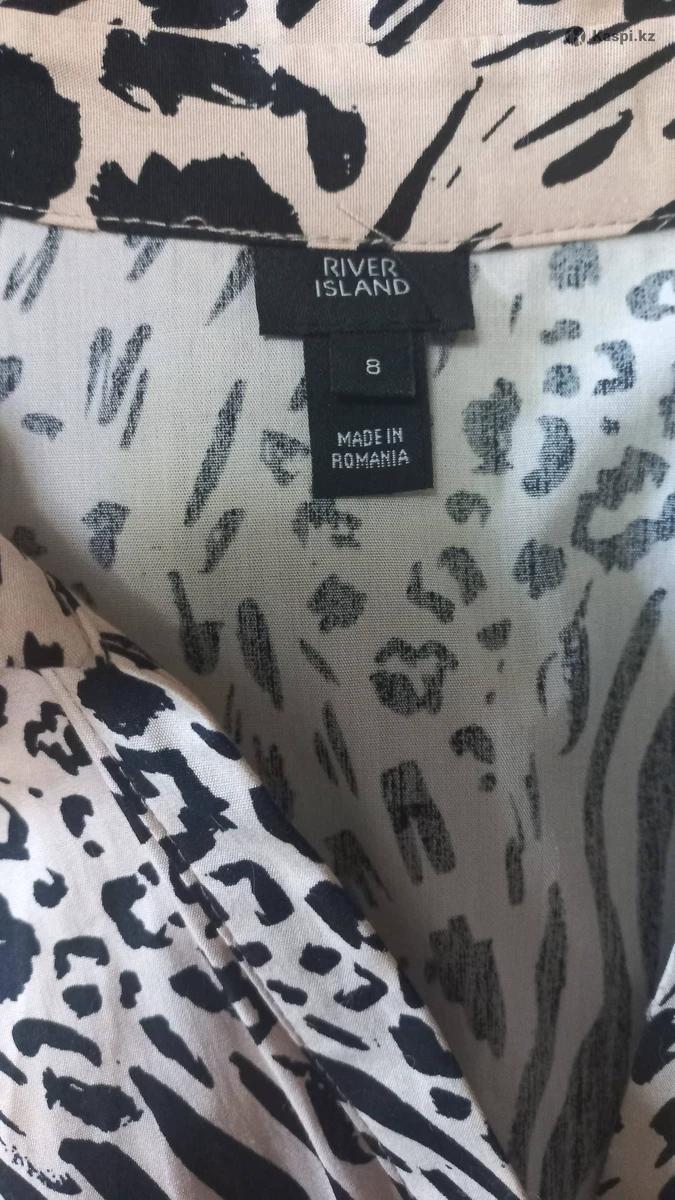 Kaspi.kz
RIVER
ISLAND
8
MADE IN
ROMANIA